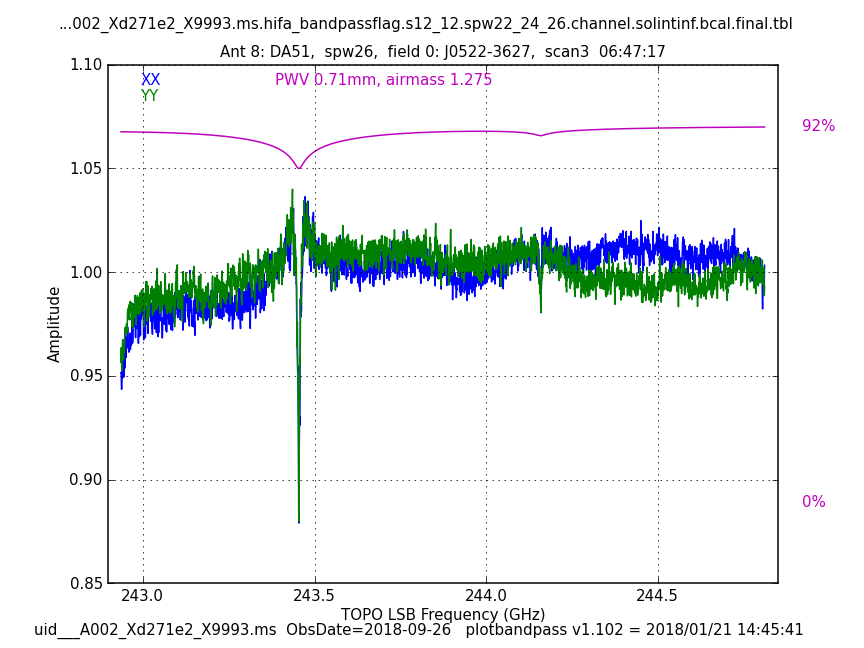 ...002_Xd271e2_X9993.ms.hifa_bandpassflag.s12_12.spw22_24_26.channel.solintinf.bcal.final.tbl
Ant 8: DA51, spw26, field 0: J0522-3627, scan3 06:47:17
XX
YY
PWV 0.71mm, airmass 1.275
92%
0%
1.10
1.05
1.00
0.95
0.90
0.85
Amplitude
243.0 243.5 244.0 244.5
TOPO LSB Frequency (GHz)
uid___A002_Xd271e2_X9993.ms ObsDate=2018-09-26 plotbandpass v1.102 = 2018/01/21 14:45:41